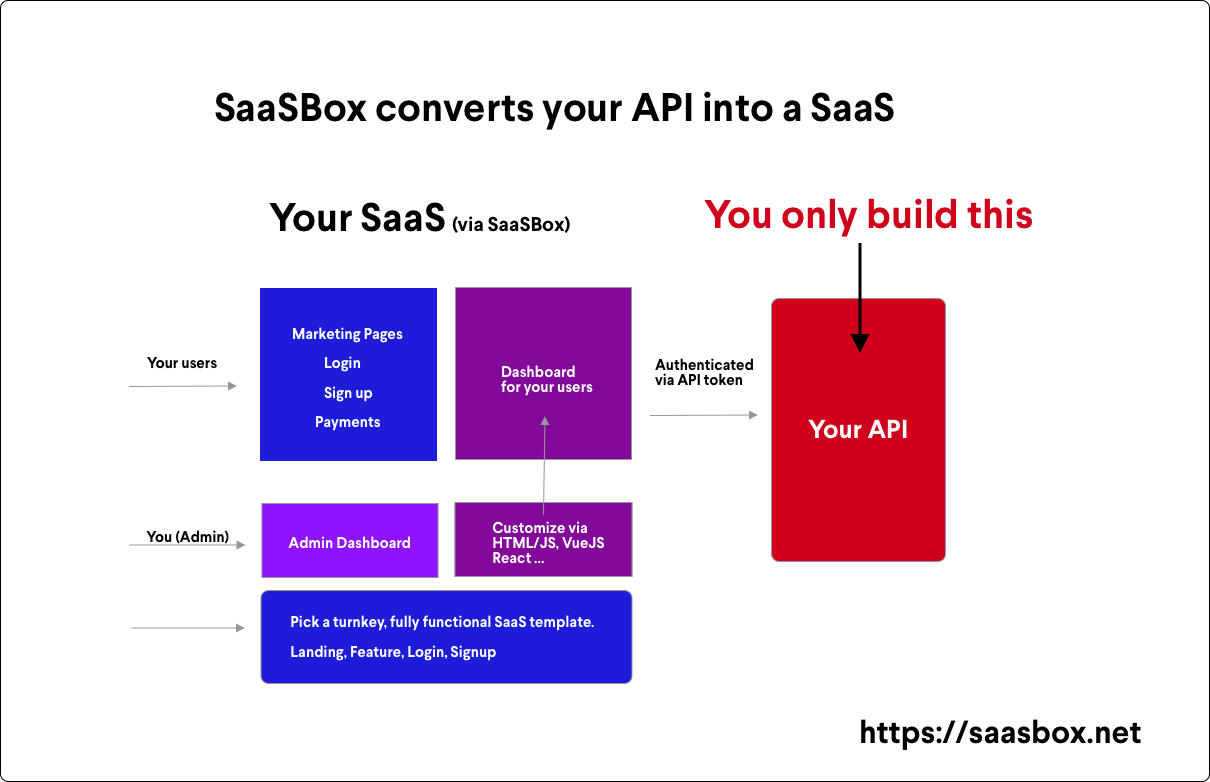 SaaSBox converts your API into a SaaS
Your SaaS (via SaaSBox)
You only build this
Your users
Marketing Pages
Login
Sign up
Payments
Dashboard
for your users
Authenticated
via API token
Your API
You (Admin)
Admin Dashboard
Customize via
HTML/JS, VueJS
React ...
Pick a turnkey, fully functional SaaS template.
Landing, Feature, Login, Signup
https://saasbox.net